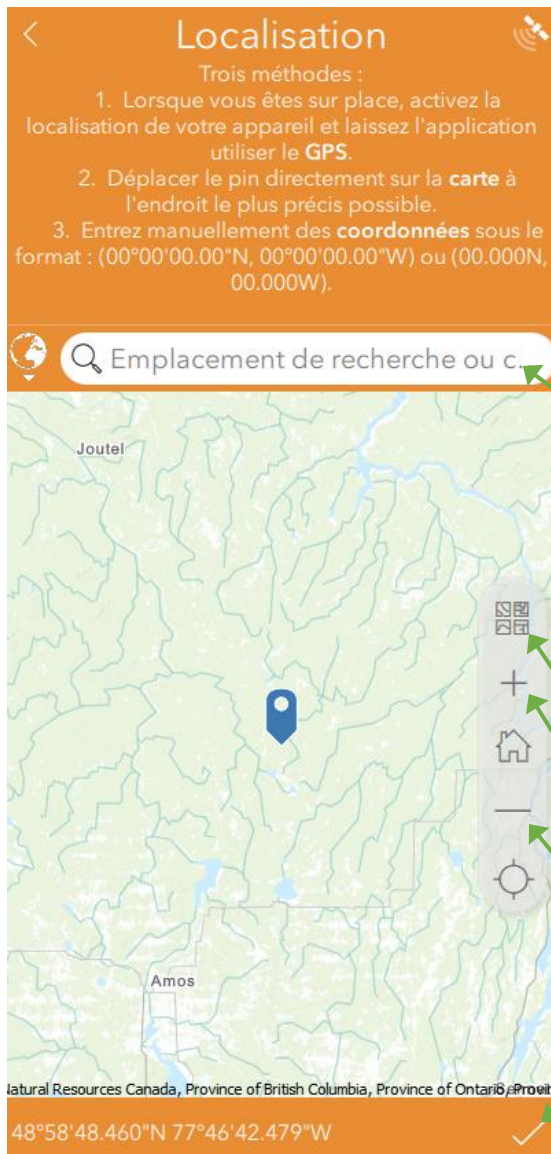 Localisation
Trois méthodes :
1. Lorsque vous êtes sur place, activez la
localisation de votre appareil et laissez l'application
utiliser le GPS.
2. Déplacer le pin directement sur la carte à
l'endroit le plus précis possible.
3. Entrez manuellement des coordonnées sous le
format : (00°00'00.00"N, 00°00'00.00"W) ou (00.000N,
00.000W).
Emplacement de recherche ou c...
Joutel
Amos
Natural Resources Canada, Province of British Columbia, Province of Ontario,
48°58'48.460"N 77°46'42.479"W